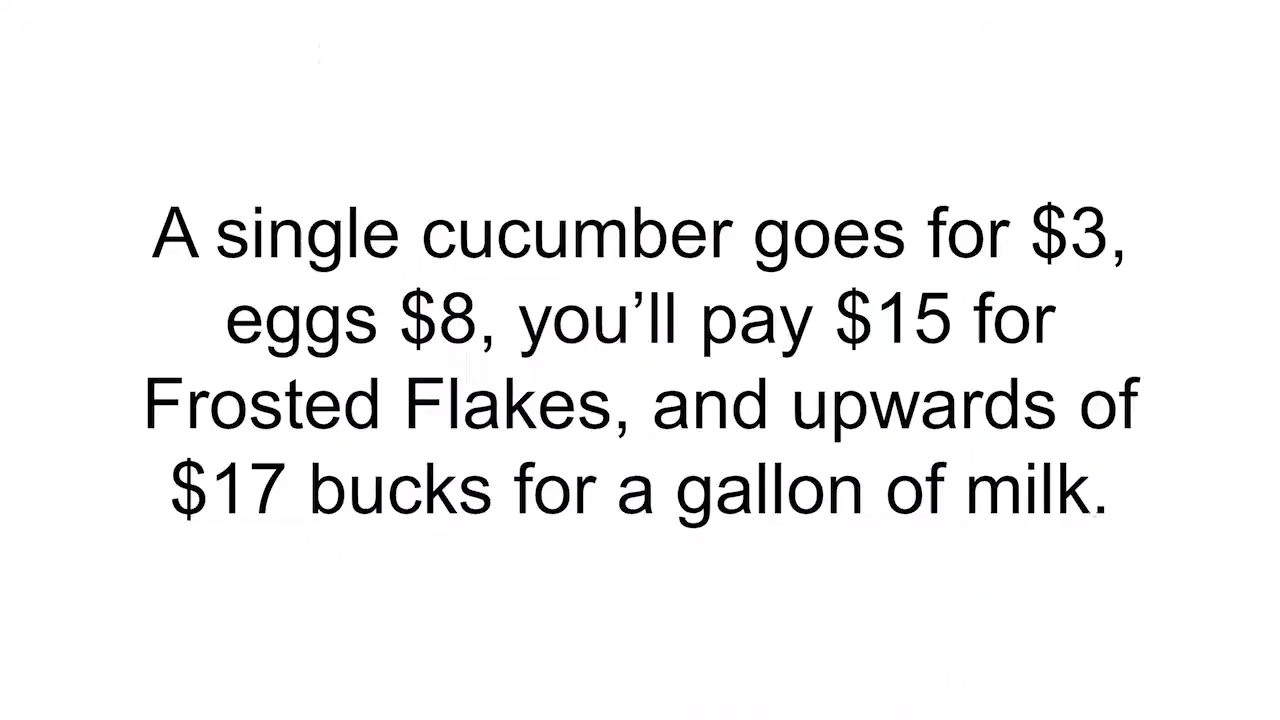 A single cucumber goes for $3,
eggs $8, you’ll pay $15 for
Frosted Flakes, and upwards of
$17 bucks for a gallon of milk.